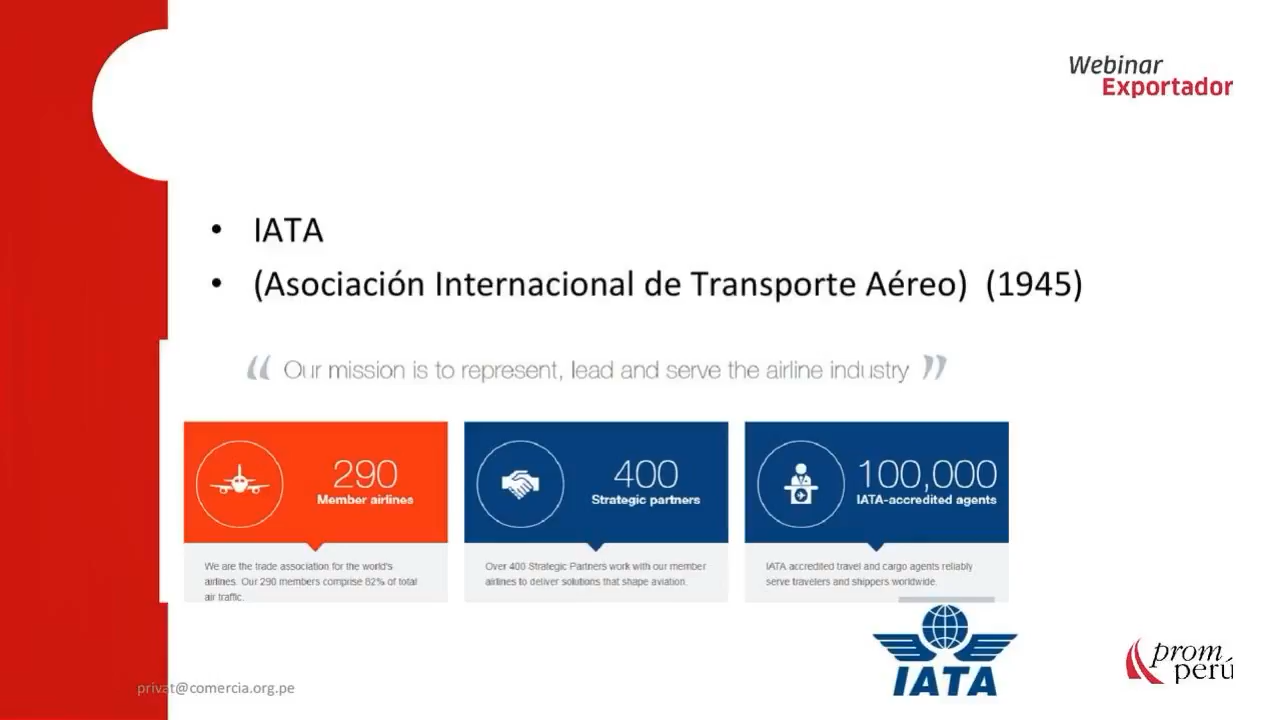 Webinar
Exportador
• IATA
• (Asociación Internacional de Transporte Aéreo) (1945)
“ Our mission is to represent, lead and serve the airline industry ”
290
Member airlines
We are the trade association for the world's
airlines. Our 290 members comprise 82% of total
air traffic.
400
Strategic partners
Over 400 Strategic Partners work with our member
airlines to deliver solutions that shape aviation.
100,000
IATA-accredited agents
IATA accredited travel and cargo agents reliably
serve travelers and shippers worldwide.
IATA
prom
perú
privat@comercia.org.pe